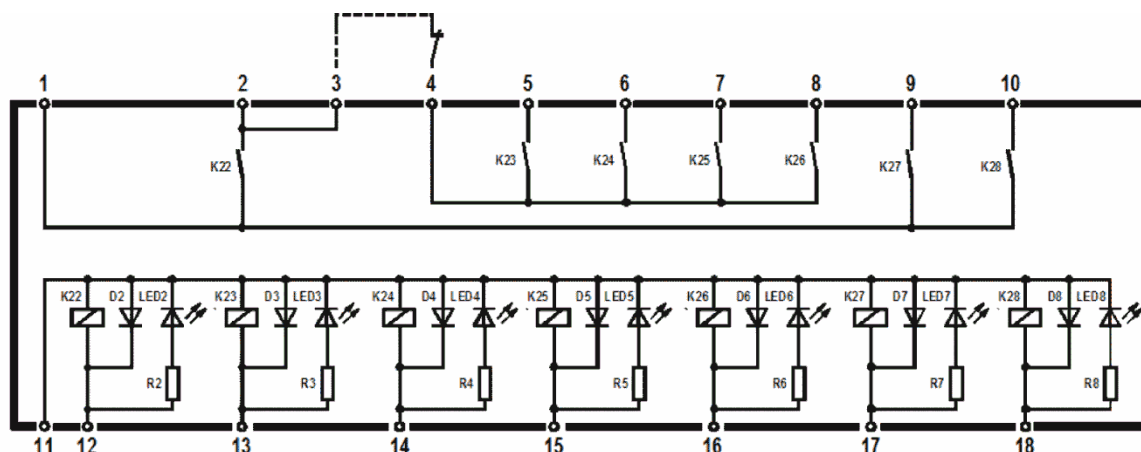 1 2 3 4 5 6 7 8 9 10
K22 K23 K24 K25 K26 K27 K28
K22 D2 LED2 K23 D3 LED3 K24 D4 LED4 K25 D5 LED5 K26 D6 LED6 K27 D7 LED7 K28 D8 LED8
R2 R3 R4 R5 R6 R7 R8
11 12 13 14 15 16 17 18